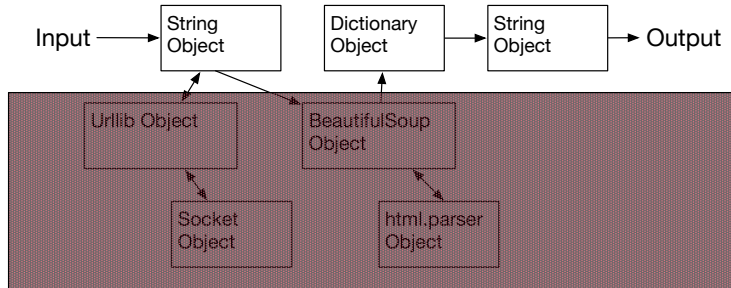 Input
String
Object
Dictionary
Object
String
Object
Output
Urllib Object
BeautifulSoup
Object
Socket
Object
html.parser
Object